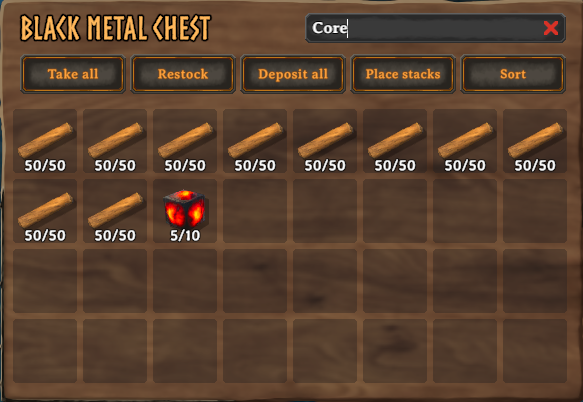 BLACK METAL CHEST Core
Take all Restock Deposit all Place stacks Sort
50/50 50/50 50/50 50/50 50/50 50/50 50/50 50/50
50/50 50/50 5/10